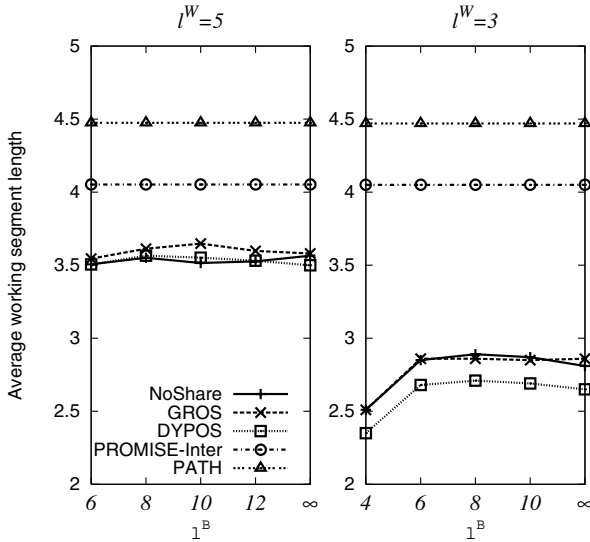 l^W=5
l^W=3
Average working segment length
5
4.5
4
3.5
3
2.5
2
NoShare
GROS
DYPOS
PROMISE-Inter
PATH
6 8 10 12 ∞
l^B
5
4.5
4
3.5
3
2.5
2
4 6 8 10 ∞
l^B